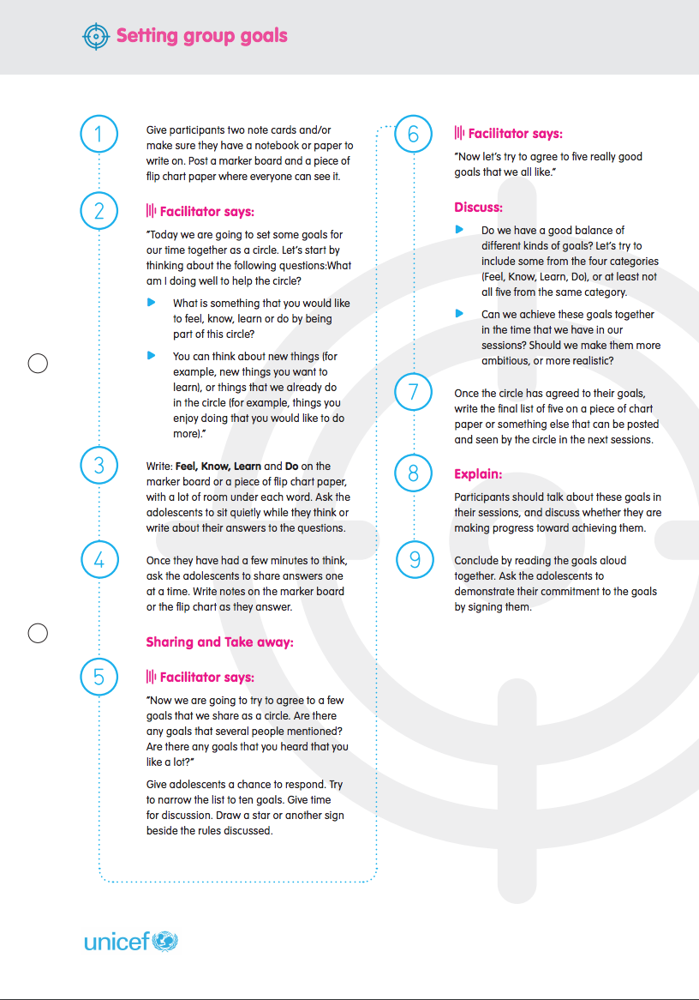 Setting group goals
1
Give participants two note cards and/or
make sure they have a notebook or paper to
write on. Post a marker board and a piece of
flip chart paper where everyone can see it.
2
Facilitator says:
"Today we are going to set some goals for
our time together as a circle. Let's start by
thinking about the following questions:What
am I doing well to help the circle?
What is something that you would like
to feel, know, learn or do by being
part of this circle?
You can think about new things (for
example, new things you want to
learn), or things that we already do
in the circle (for example, things you
enjoy doing that you would like to do
more)."
3
Write: Feel, Know, Learn and Do on the
marker board or a piece of flip chart paper,
with a lot of room under each word. Ask the
adolescents to sit quietly while they think or
write about their answers to the questions.
4
Once they have had a few minutes to think,
ask the adolescents to share answers one
at a time. Write notes on the marker board
or the flip chart as they answer.
Sharing and Take away:
5
Facilitator says:
"Now we are going to try to agree to a few
goals that we share as a circle. Are there
any goals that several people mentioned?
Are there any goals that you heard that you
like a lot?"
Give adolescents a chance to respond. Try
to narrow the list to ten goals. Give time
for discussion. Draw a star or another sign
beside the rules discussed.
6
Facilitator says:
"Now let's try to agree to five really good
goals that we all like."
Discuss:
Do we have a good balance of
different kinds of goals? Let's try to
include some from the four categories
(Feel, Know, Learn, Do), or at least not
all five from the same category.
Can we achieve these goals together
in the time that we have in our
sessions? Should we make them more
ambitious, or more realistic?
7
Once the circle has agreed to their goals,
write the final list of five on a piece of chart
paper or something else that can be posted
and seen by the circle in the next sessions.
8
Explain:
Participants should talk about these goals in
their sessions, and discuss whether they are
making progress toward achieving them.
9
Conclude by reading the goals aloud
together. Ask the adolescents to
demonstrate their commitment to the goals
by signing them.
unicef